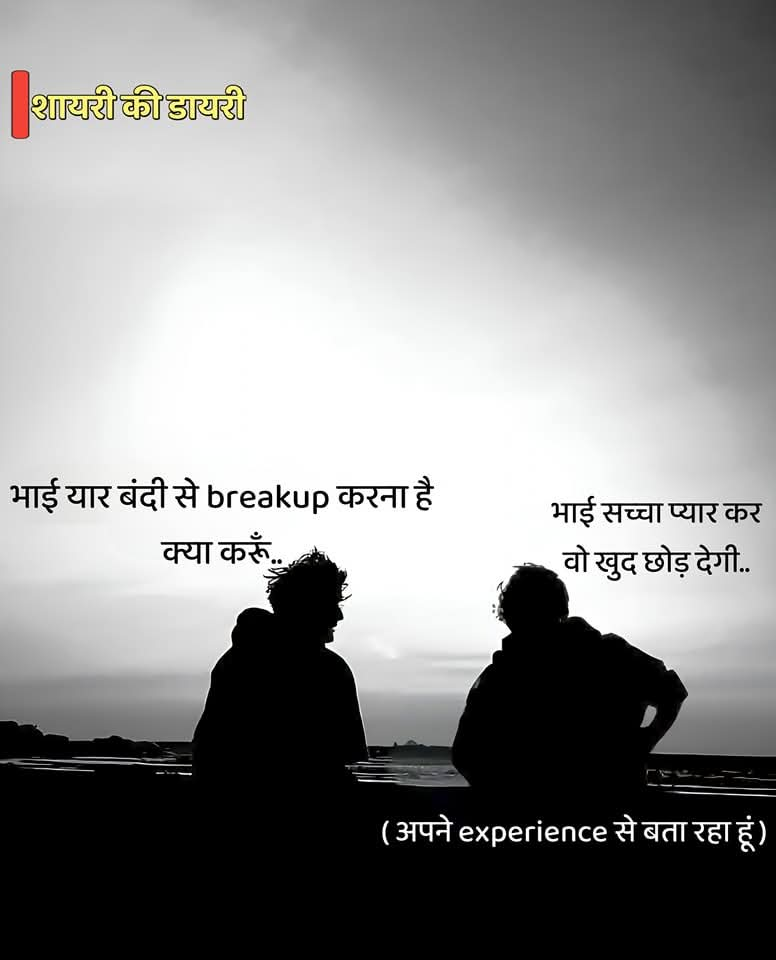 शायरी की डायरी
भाई यार बंदी से breakup करना है
क्या करूँ..
भाई सच्चा प्यार कर
वो खुद छोड़ देगी..
( अपने experience से बता रहा हूं )